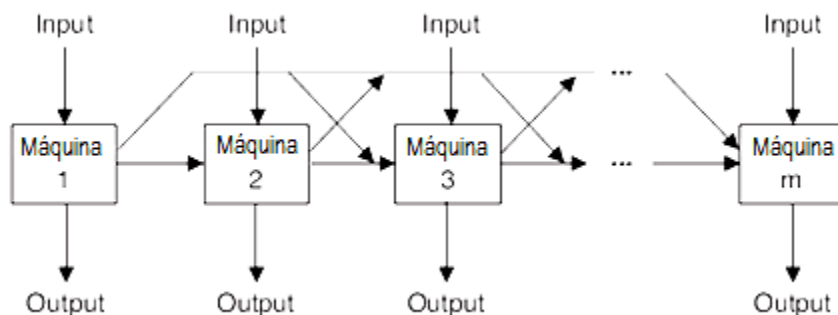 Input Input Input Input
... 
Máquina Máquina Máquina Máquina
1 2 3 ... m
Output Output Output Output